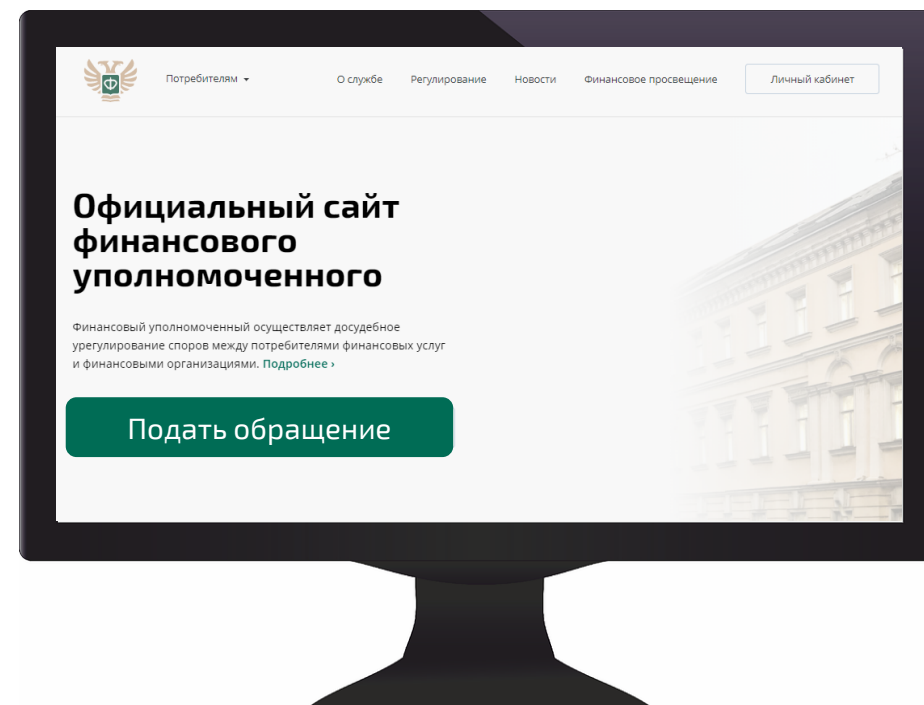 Потребителям
О службе
Регулирование
Новости
Финансовое просвещение
Личный кабинет
Официальный сайт
финансового
уполномоченного
Финансовый уполномоченный осуществляет досудебное
урегулирование споров между потребителями финансовых услуг
и финансовыми организациями. Подробнее ›
Подать обращение